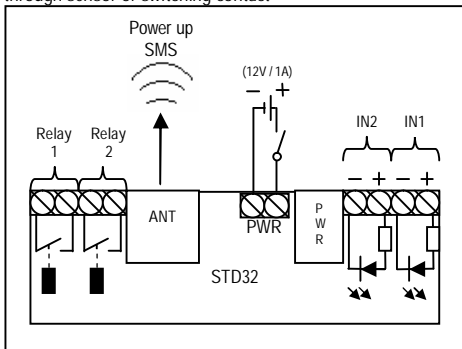 through sensor or switching contact
Power up
SMS
(12V / 1A)
− +
IN2 IN1
Relay Relay
1 2
− + − +
ANT
PWR
P
W
R
STD32